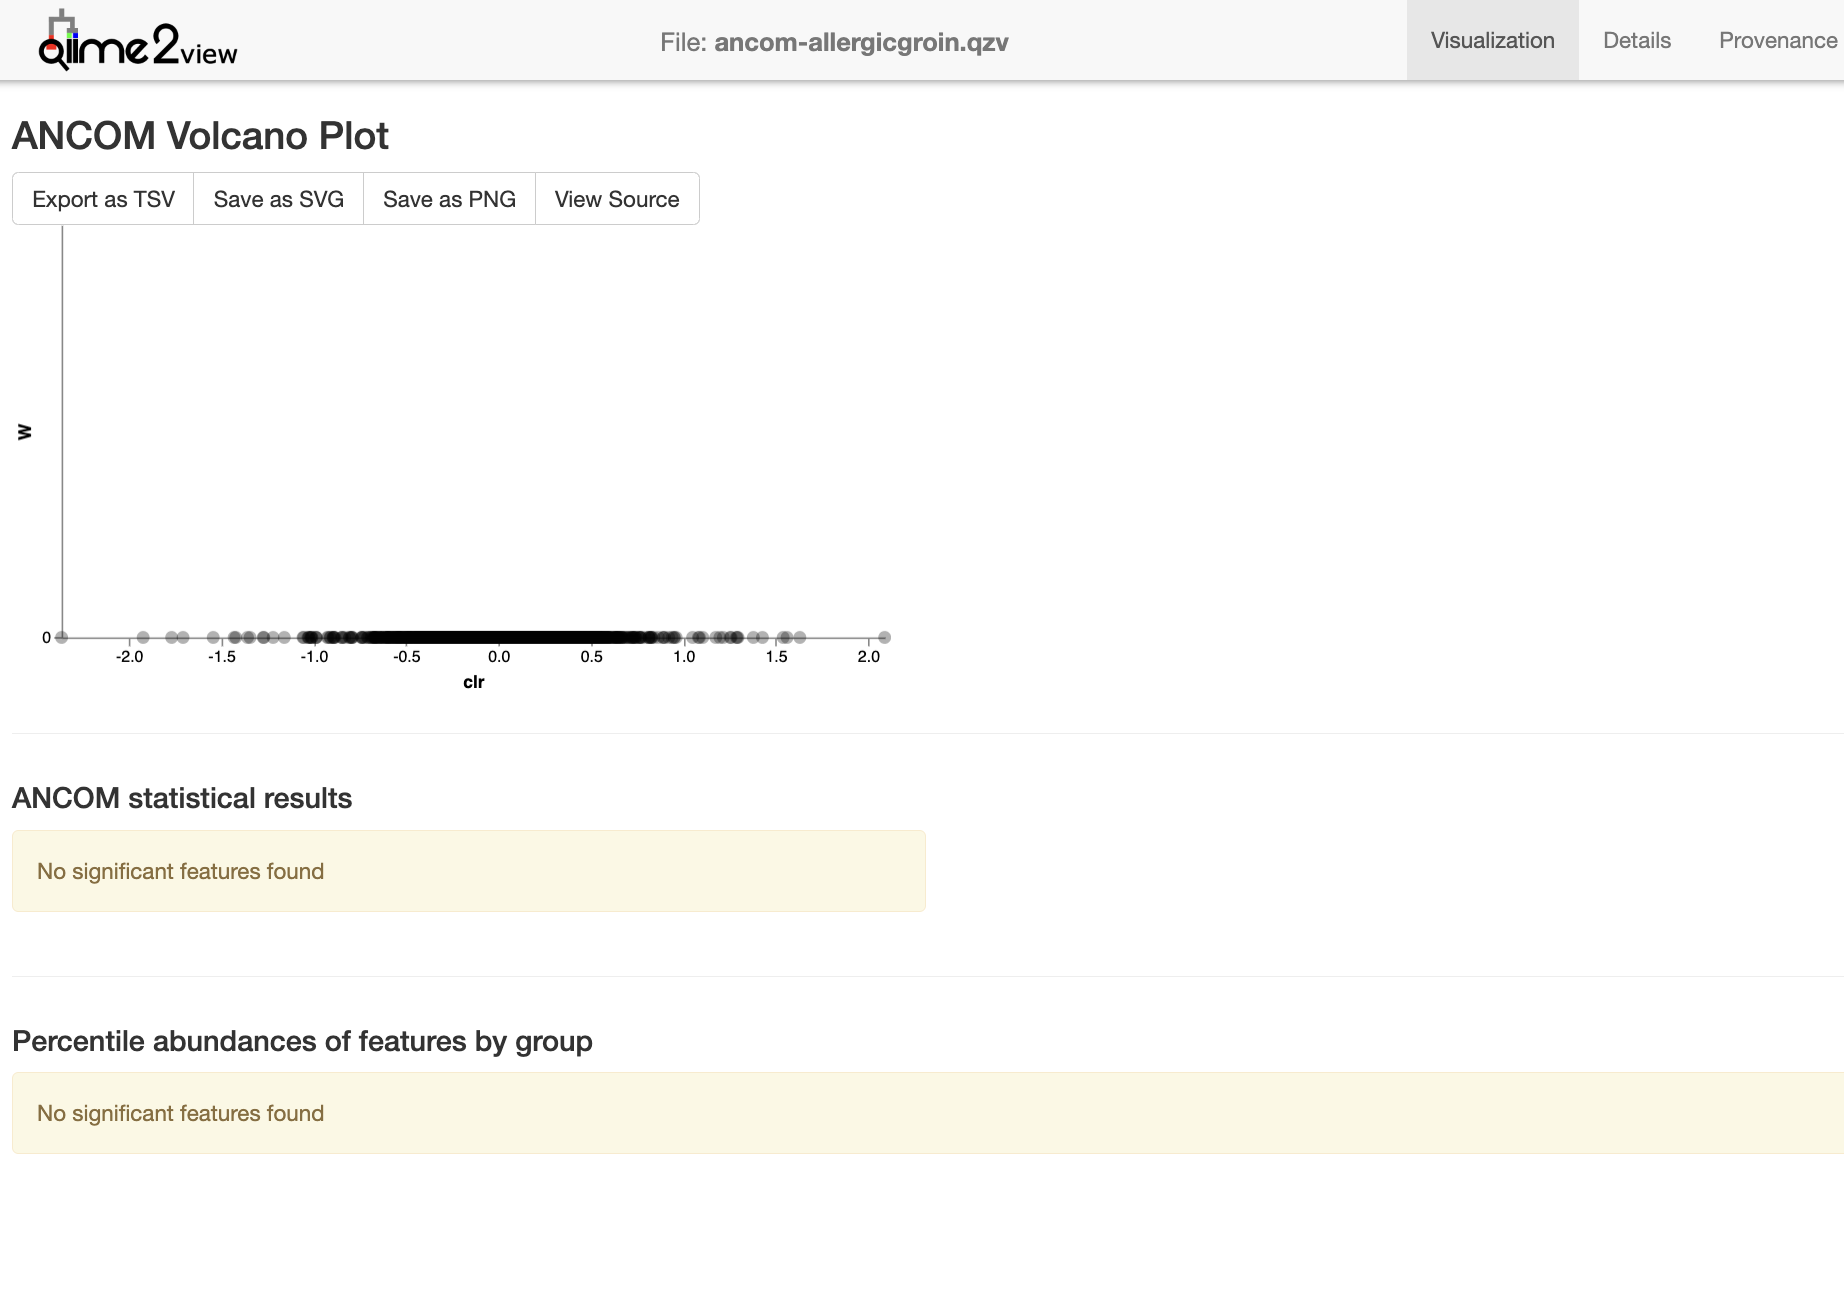 qiime2view
File: ancom-allergicgroin.qzv
Visualization
Details
Provenance
ANCOM Volcano Plot
Export as TSV
Save as SVG
Save as PNG
View Source
W
0
-2.0 -1.5 -1.0 -0.5 0.0 0.5 1.0 1.5 2.0
clr
ANCOM statistical results
No significant features found
Percentile abundances of features by group
No significant features found